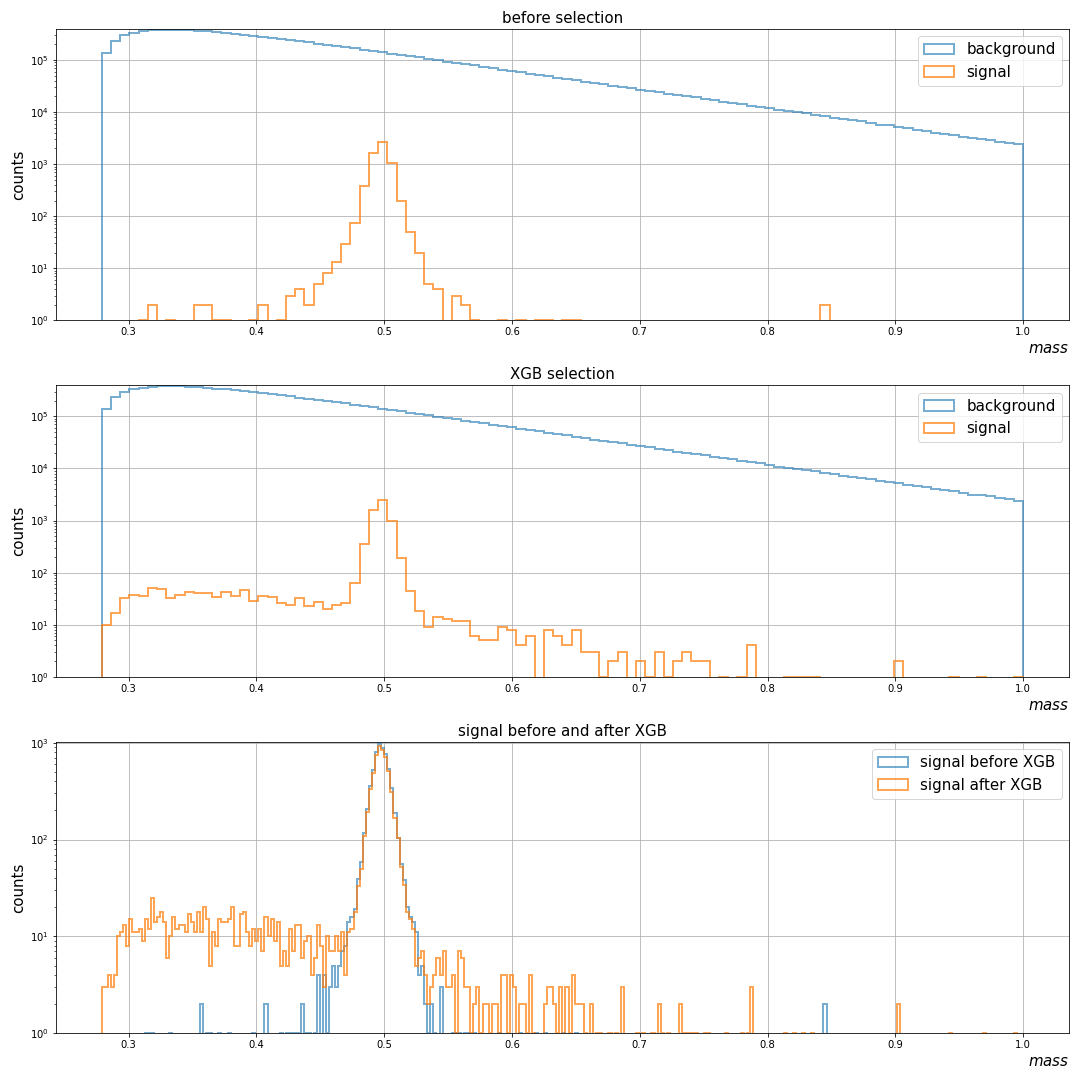 before selection
background
signal
counts
10⁵
10⁴
10³
10²
10¹
10⁰
0.3 0.4 0.5 0.6 0.7 0.8 0.9 1.0
mass
XGB selection
background
signal
counts
10⁵
10⁴
10³
10²
10¹
10⁰
0.3 0.4 0.5 0.6 0.7 0.8 0.9 1.0
mass
signal before and after XGB
signal before XGB
signal after XGB
counts
10³
10²
10¹
10⁰
0.3 0.4 0.5 0.6 0.7 0.8 0.9 1.0
mass